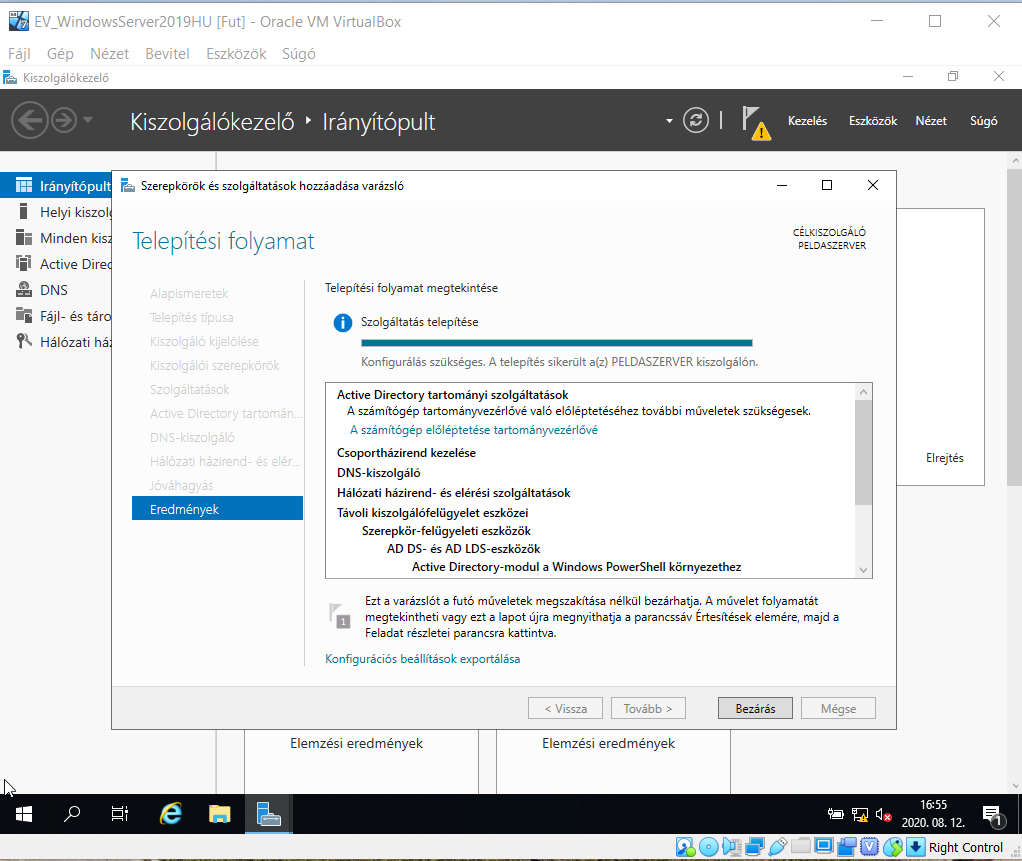 EV_WindowsServer2019HU [Fut] - Oracle VM VirtualBox
Fájl Gép Nézet Bevitel Eszközök Súgó
Kiszolgálókezelő
Kiszolgálókezelő Irányítópult
Kezelés Eszközök Nézet Súgó
Irányítópult
Helyi kiszolg
Minden kisz
Active Direc
DNS
Fájl- és táro
Hálózati ház
Szerepkörök és szolgáltatások hozzáadása varázsló
Telepítési folyamat
CÉLKISZOLGÁLÓ
PELDASZERVER
Alapismeretek
Telepítés típusa
Kiszolgáló kijelölése
Kiszolgálói szerepkörök
Szolgáltatások
Active Directory tartomán...
DNS-kiszolgáló
Hálózati házirend- és elér...
Jóváhagyás
Eredmények
Telepítési folyamat megtekintése
Szolgáltatás telepítése
Konfigurálás szükséges. A telepítés sikerült a(z) PELDASZERVER kiszolgálón.
Active Directory tartományi szolgáltatások
A számítógép tartományvezérlővé való előléptetéséhez további műveletek szükségesek.
A számítógép előléptetése tartományvezérlővé
Csoportházirend kezelése
DNS-kiszolgáló
Hálózati házirend- és elérési szolgáltatások
Távoli kiszolgálófelügyelet eszközei
Szerepkör-felügyeleti eszközök
AD DS- és AD LDS-eszközök
Active Directory-modul a Windows PowerShell környezethez
1
Ezt a varázslót a futó műveletek megszakítása nélkül bezárhatja. A művelet folyamatát
megtekintheti vagy ezt a lapot újra megnyithatja a parancssáv Értesítések elemére, majd a
Feladat részletei parancsra kattintva.
Konfigurációs beállítások exportálása
< Vissza Tovább > Bezárás Mégse
Elrejtés
Elemzési eredmények Elemzési eredmények
16:55
2020. 08. 12.
1
Right Control